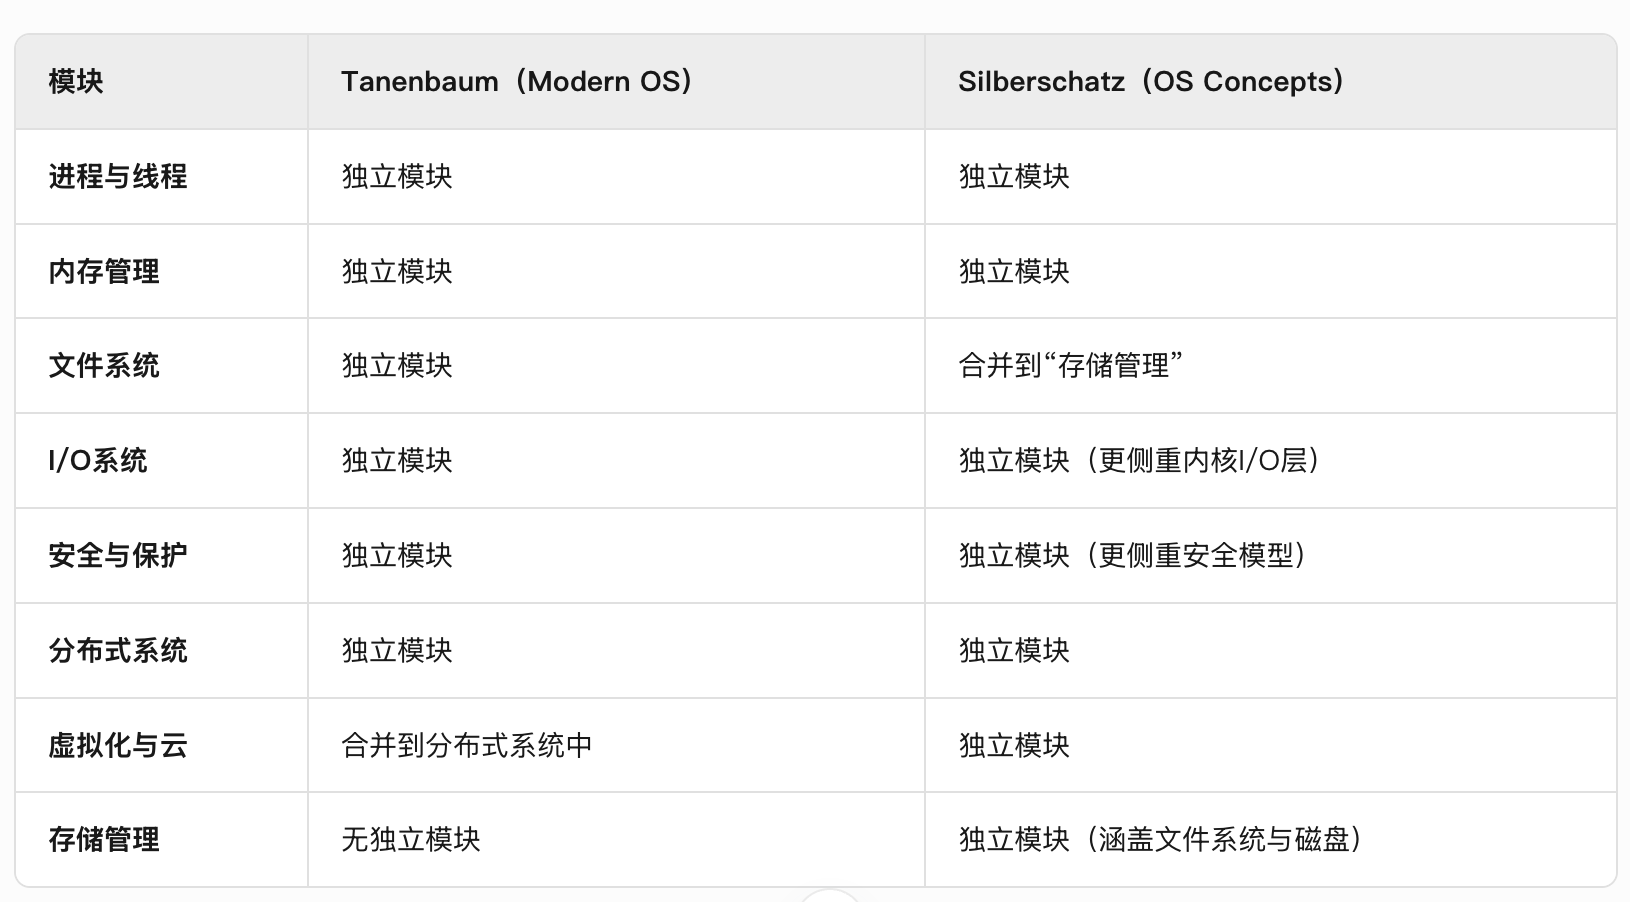 模块 Tanenbaum（Modern OS） Silberschatz（OS Concepts）
进程与线程 独立模块 独立模块
内存管理 独立模块 独立模块
文件系统 独立模块 合并到“存储管理”
I/O系统 独立模块 独立模块（更侧重内核I/O层）
安全与保护 独立模块 独立模块（更侧重安全模型）
分布式系统 独立模块 独立模块
虚拟化与云 合并到分布式系统中 独立模块
存储管理 无独立模块 独立模块（涵盖文件系统与磁盘）